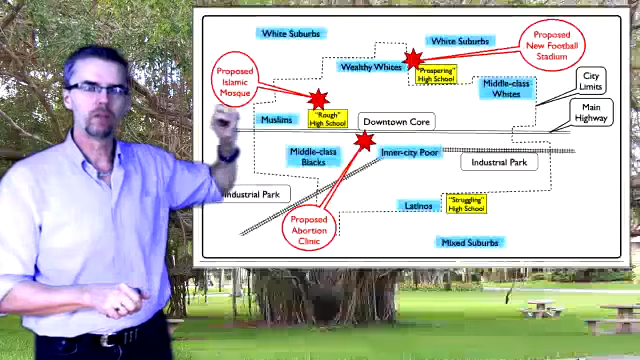 White Suburbs
White Suburbs
Proposed
New Football
Stadium
Proposed
Islamic
Mosque
Wealthy Whites
"Prospering"
High School
Middle-class
Whites
City
Limits
Main
Highway
Muslims
"Rough"
High School
Downtown Core
Middle-class
Blacks
Inner-city Poor
Industrial Park
Industrial Park
Latinos
"Struggling"
High School
Proposed
Abortion
Clinic
Mixed Suburbs